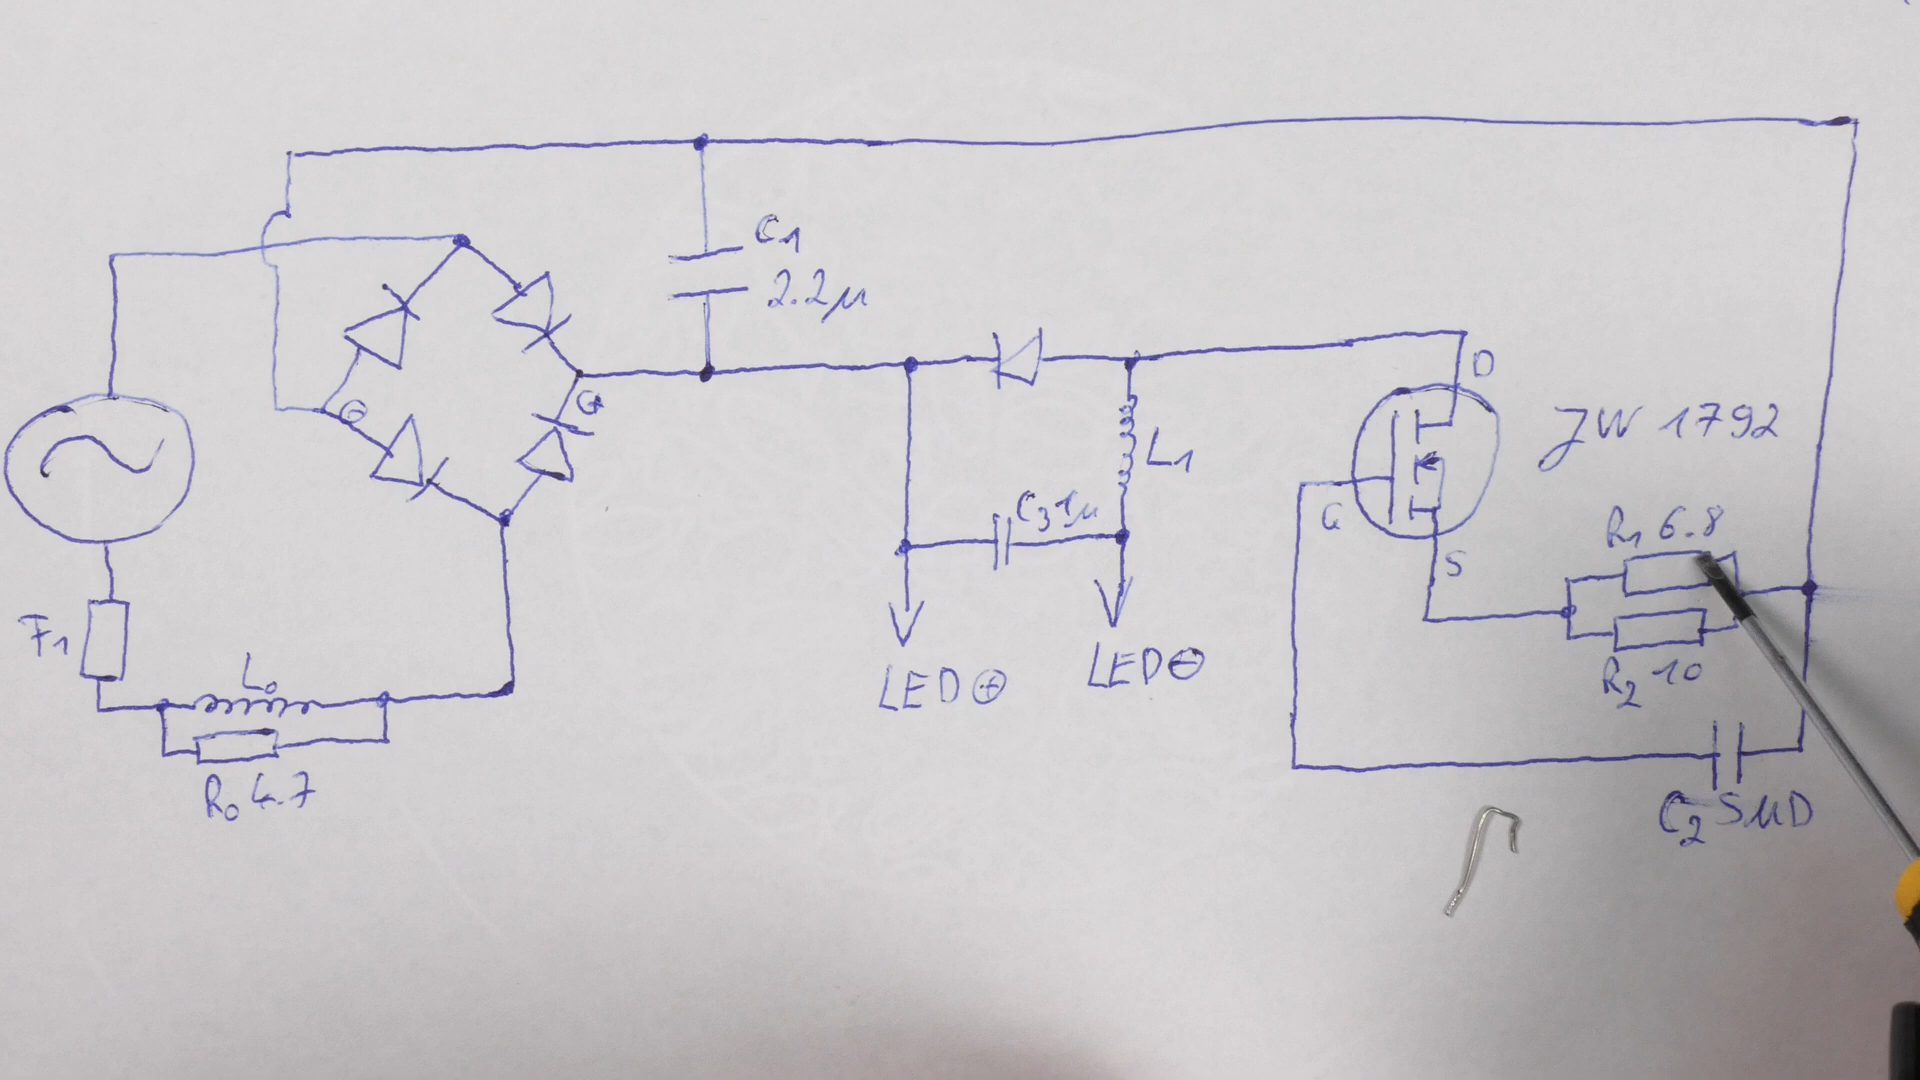 C1
2.2µ
D
JW 1792
L1
C3 1µ
G
S
R1 6.8
R2 10
F1
L0
R0 4.7
LED ⊕
LED ⊖
C2 SMD
⊖
⊕